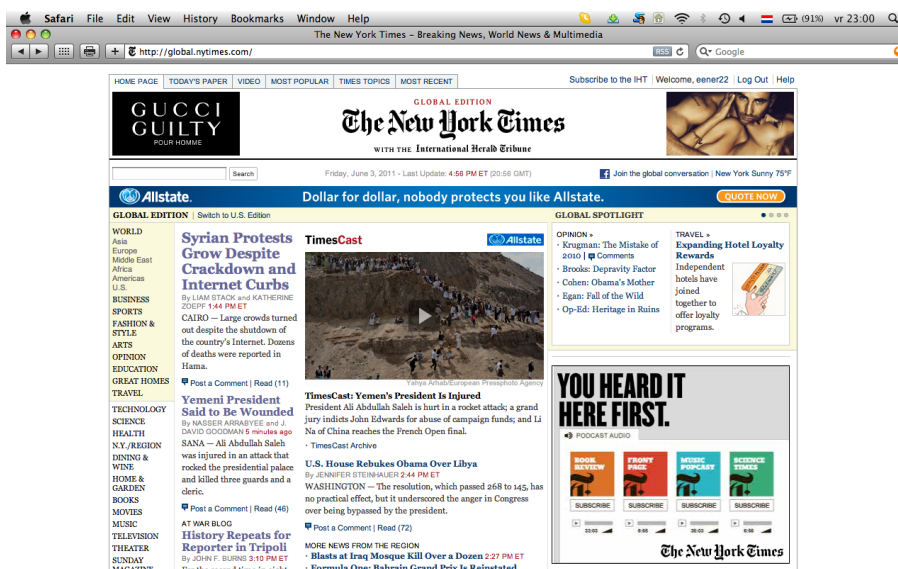 Safari File Edit View History Bookmarks Window Help (91%) vr 23:00
The New York Times – Breaking News, World News & Multimedia
http://global.nytimes.com/ RSS Google
HOME PAGE TODAY'S PAPER VIDEO MOST POPULAR TIMES TOPICS MOST RECENT
Subscribe to the IHT Welcome, eener22 Log Out Help
GUCCI
GUILTY
POUR HOMME
GLOBAL EDITION
The New York Times
WITH THE International Herald Tribune
Search
Friday, June 3, 2011 - Last Update: 4:56 PM ET (20:56 GMT)
Join the global conversation | New York Sunny 75°F
Allstate. Dollar for dollar, nobody protects you like Allstate. QUOTE NOW
GLOBAL EDITION | Switch to U.S. Edition
WORLD
Asia
Europe
Middle East
Africa
Americas
U.S.
BUSINESS
SPORTS
FASHION &
STYLE
ARTS
OPINION
EDUCATION
GREAT HOMES
TRAVEL
TECHNOLOGY
SCIENCE
HEALTH
N.Y./REGION
DINING &
WINE
HOME &
GARDEN
BOOKS
MOVIES
MUSIC
TELEVISION
THEATER
SUNDAY
MAGAZINE
Syrian Protests
Grow Despite
Crackdown and
Internet Curbs
By LIAM STACK and KATHERINE
ZOEPF 1:44 PM ET
CAIRO — Large crowds turned
out despite the shutdown of
the country's Internet. Dozens
of deaths were reported in
Hama.
Post a Comment | Read (11)
Yemeni President
Said to Be Wounded
By NASSER ARRABYEE and J.
DAVID GOODMAN 5 minutes ago
SANA — Ali Abdullah Saleh
was injured in an attack that
rocked the presidential palace
and killed three guards and a
cleric.
Post a Comment | Read (46)
AT WAR BLOG
History Repeats for
Reporter in Tripoli
By JOHN F. BURNS 3:10 PM ET
For the second time in eight
TimesCast Allstate
Yahya Arhab/European Pressphoto Agency
TimesCast: Yemen's President Is Injured
President Ali Abdullah Saleh is hurt in a rocket attack; a grand
jury indicts John Edwards for abuse of campaign funds; and Li
Na of China reaches the French Open final.
· TimesCast Archive
U.S. House Rebukes Obama Over Libya
By JENNIFER STEINHAUER 2:44 PM ET
WASHINGTON — The resolution, which passed 268 to 145, has
no practical effect, but it underscored the anger in Congress
over being bypassed by the president.
Post a Comment | Read (72)
MORE NEWS FROM THE REGION
· Blasts at Iraq Mosque Kill Over a Dozen 2:27 PM ET
· Formula One: Bahrain Grand Prix Is Reinstated
GLOBAL SPOTLIGHT
OPINION »
· Krugman: The Mistake of
2010 | Comments
· Brooks: Depravity Factor
· Cohen: Obama's Mother
· Egan: Fall of the Wild
· Op-Ed: Heritage in Ruins
TRAVEL »
Expanding Hotel Loyalty
Rewards
Independent
hotels have
joined
together to
offer loyalty
programs.
YOU HEARD IT
HERE FIRST.
PODCAST AUDIO
BOOK
REVIEW
FRONT
PAGE
MUSIC
POPCAST
SCIENCE
TIMES
SUBSCRIBE SUBSCRIBE SUBSCRIBE SUBSCRIBE
The New York Times